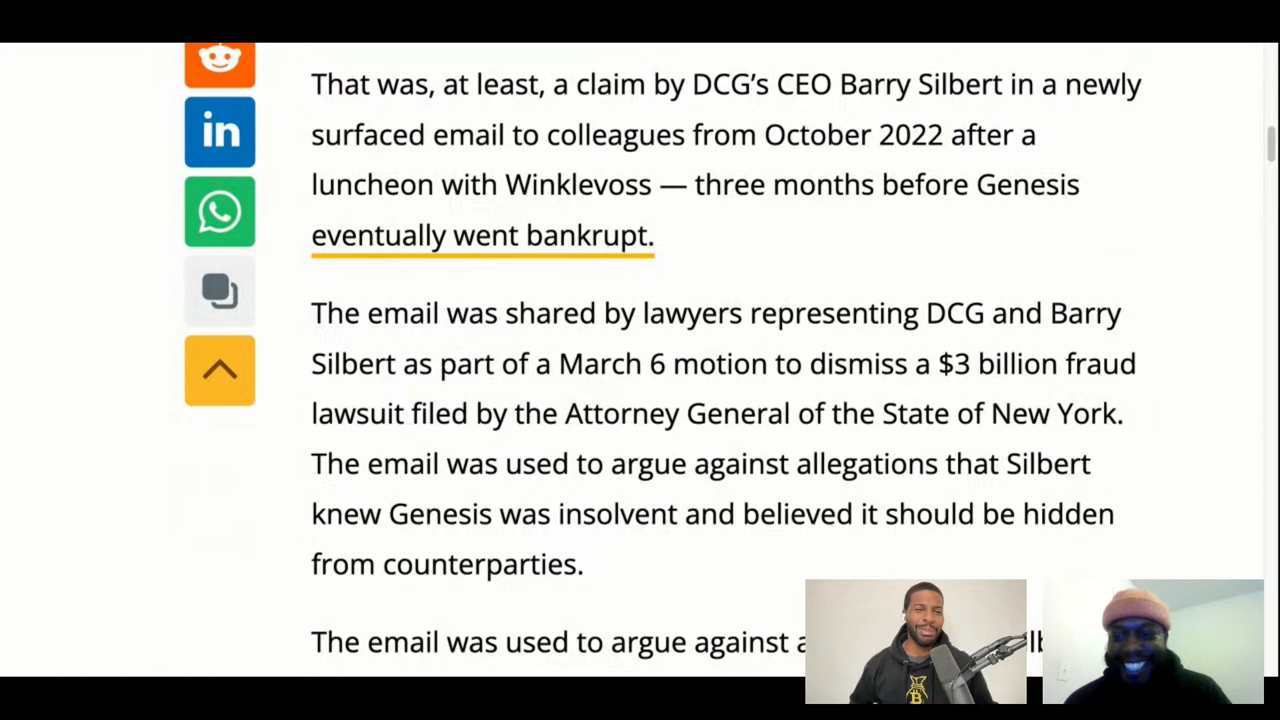 That was, at least, a claim by DCG's CEO Barry Silbert in a newly
surfaced email to colleagues from October 2022 after a
luncheon with Winklevoss — three months before Genesis
eventually went bankrupt.
in
The email was shared by lawyers representing DCG and Barry
Silbert as part of a March 6 motion to dismiss a $3 billion fraud
lawsuit filed by the Attorney General of the State of New York.
The email was used to argue against allegations that Silbert
knew Genesis was insolvent and believed it should be hidden
from counterparties.
The email was used to argue against